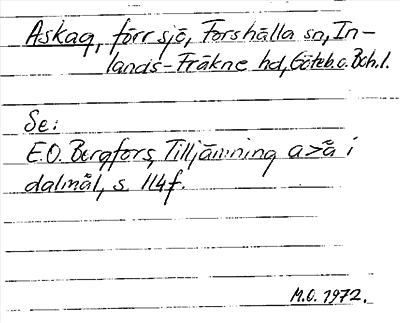 Askaq, förr sjö, Forshälla sn, In-
lands-Fräkne hd, Göteb. o. Boh. l.
Se:
E.O. Bergfors, Tilljämning a>å i
dalmål, s. 114f.
M.O. 1972.